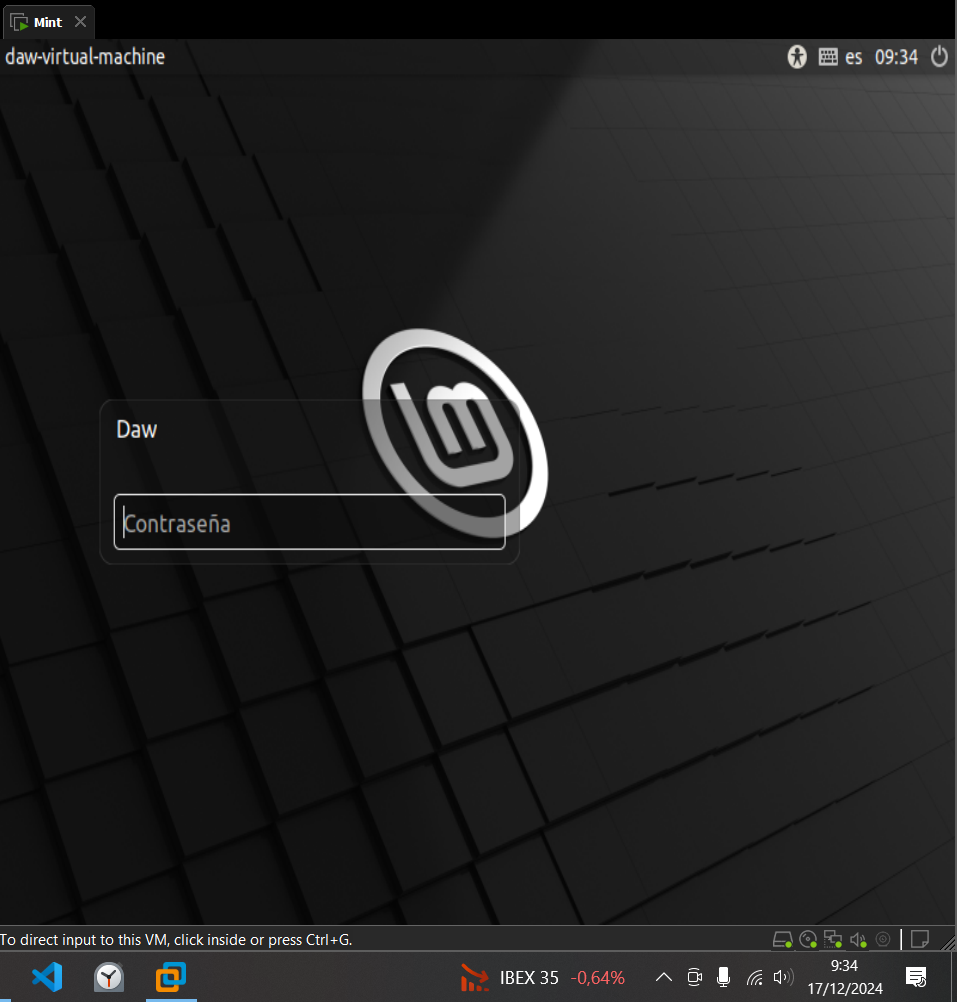 Mint
daw-virtual-machine
es 09:34
Daw
Contraseña
To direct input to this VM, click inside or press Ctrl+G.
IBEX 35 -0,64%
9:34
17/12/2024